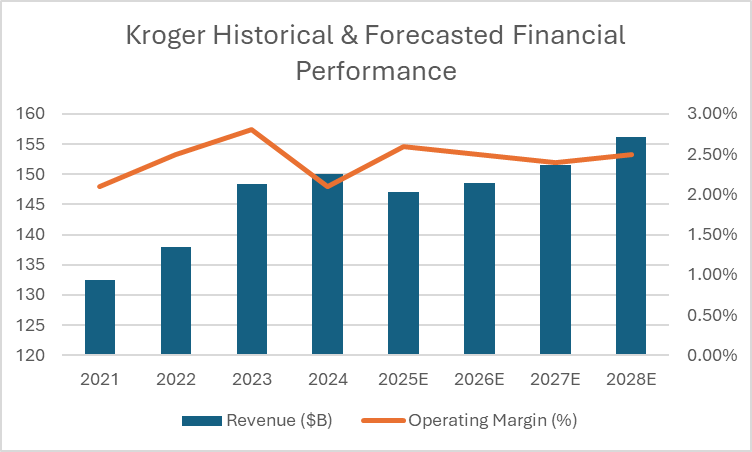 Kroger Historical & Forecasted Financial
Performance
160 3.00%
155 2.50%
150 2.00%
145 1.50%
140 1.00%
135 0.50%
130 0.00%
125
120
2021 2022 2023 2024 2025E 2026E 2027E 2028E
Revenue ($B) Operating Margin (%)